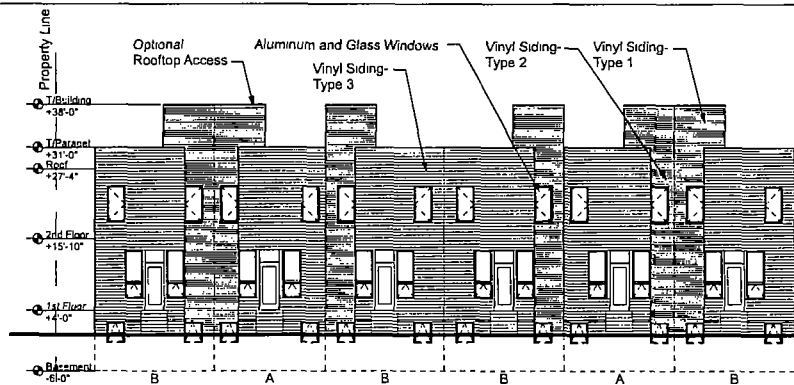 Property Line
Optional
Rooftop Access
Aluminum and Glass Windows
Vinyl Siding-
Type 3
Vinyl Siding-
Type 2
Vinyl Siding-
Type 1
T/Building
+38'-0"
T/Parapet
+31'-0"
Roof
+27'-4"
2nd Floor
+15'-10"
1st Floor
+4'-0"
Basement
-6'-0"
B
A
B
B
A
B